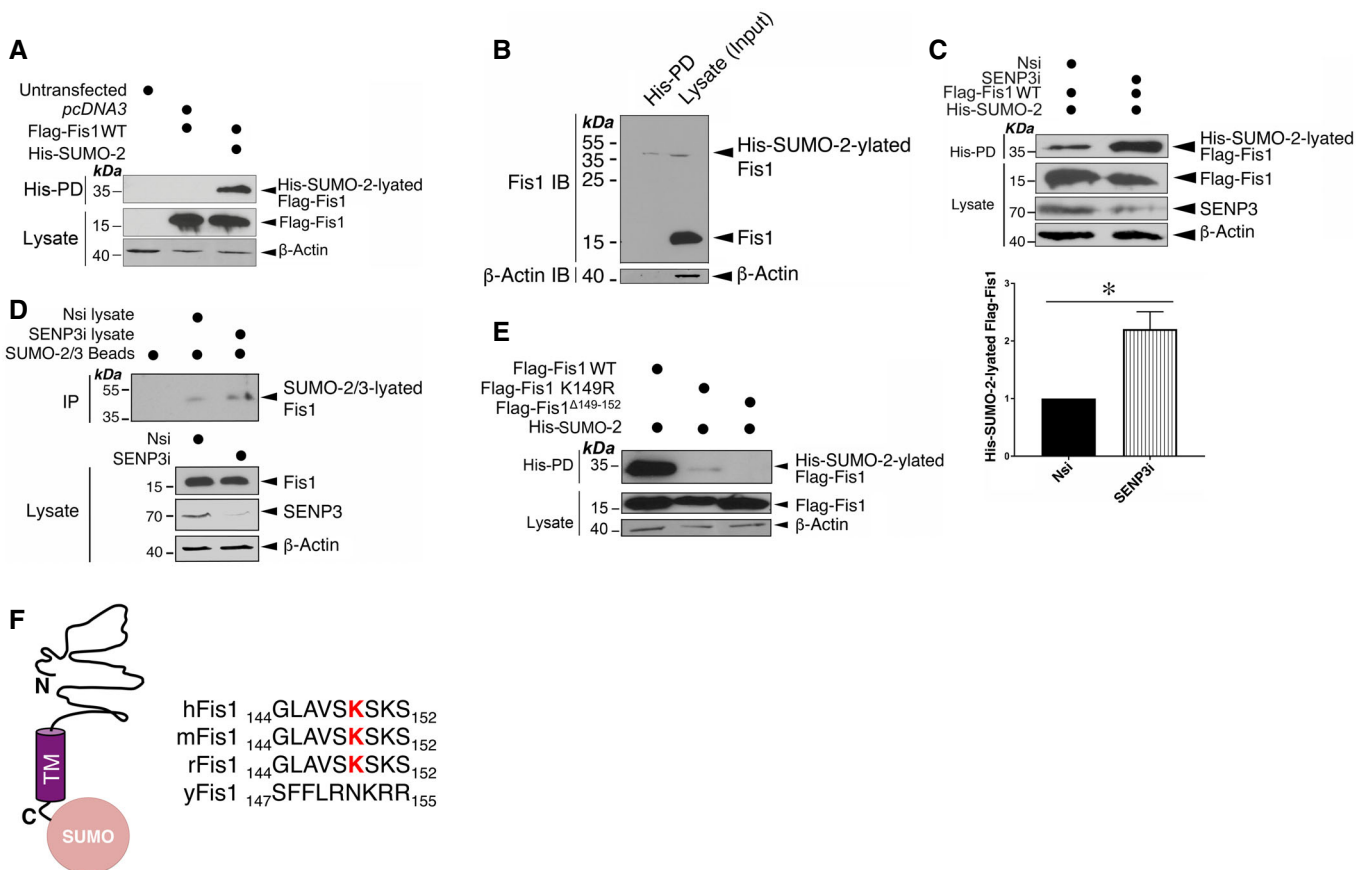 A
Untransfected
pcDNA3
Flag-Fis1WT
His-SUMO-2
kDa
His-PD
35
His-SUMO-2-lyated
Flag-Fis1
Lysate
15
Flag-Fis1
40
β-Actin
B
His-PD
Lysate (Input)
kDa
55
35
25
15
Fis1 IB
His-SUMO-2-ylated
Fis1
Fis1
β-Actin IB
40
β-Actin
C
Nsi
SENP3i
Flag-Fis1 WT
His-SUMO-2
KDa
His-PD
35
His-SUMO-2-lyated
Flag-Fis1
Lysate
15
Flag-Fis1
70
SENP3
40
β-Actin
His-SUMO-2-lyated Flag-Fis1
3
2
1
0
*
Nsi
SENP3i
D
Nsi lysate
SENP3i lysate
SUMO-2/3 Beads
kDa
IP
55
35
SUMO-2/3-lyated
Fis1
Nsi
SENP3i
Lysate
15
Fis1
70
SENP3
40
β-Actin
E
Flag-Fis1 WT
Flag-Fis1 K149R
Flag-Fis1Δ149-152
His-SUMO-2
kDa
His-PD
35
His-SUMO-2-ylated
Flag-Fis1
Lysate
15
Flag-Fis1
40
β-Actin
F
N
TM
C
SUMO
hFis1 144GLAVSKSKS152
mFis1 144GLAVSKSKS152
rFis1 144GLAVSKSKS152
yFis1 147SFFLRNKRR155